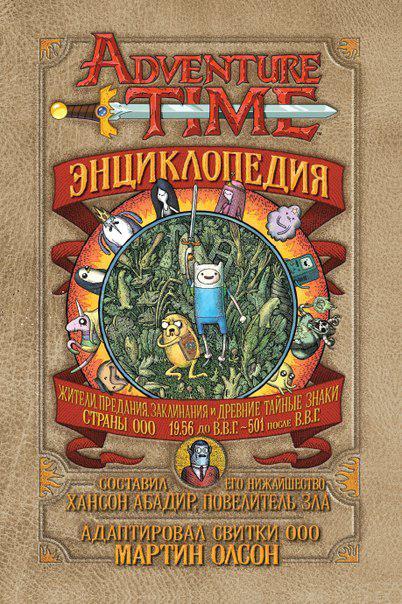 ADVENTURE
TIME
ЭНЦИКЛОПЕДИЯ
ЖИТЕЛИ, ПРЕДАНИЯ, ЗАКЛИНАНИЯ И ДРЕВНИЕ ТАЙНЫЕ ЗНАКИ
СТРАНЫ ООО 19.56 ДО В.В.Г. – 501 ПОСЛЕ В.В.Г.
СОСТАВИЛ ЕГО НИЖАЙШЕСТВО
ХАНСОН АБАДИР, ПОВЕЛИТЕЛЬ ЗЛА
АДАПТИРОВАЛ СВИТКИ ООО
МАРТИН ОЛСОН